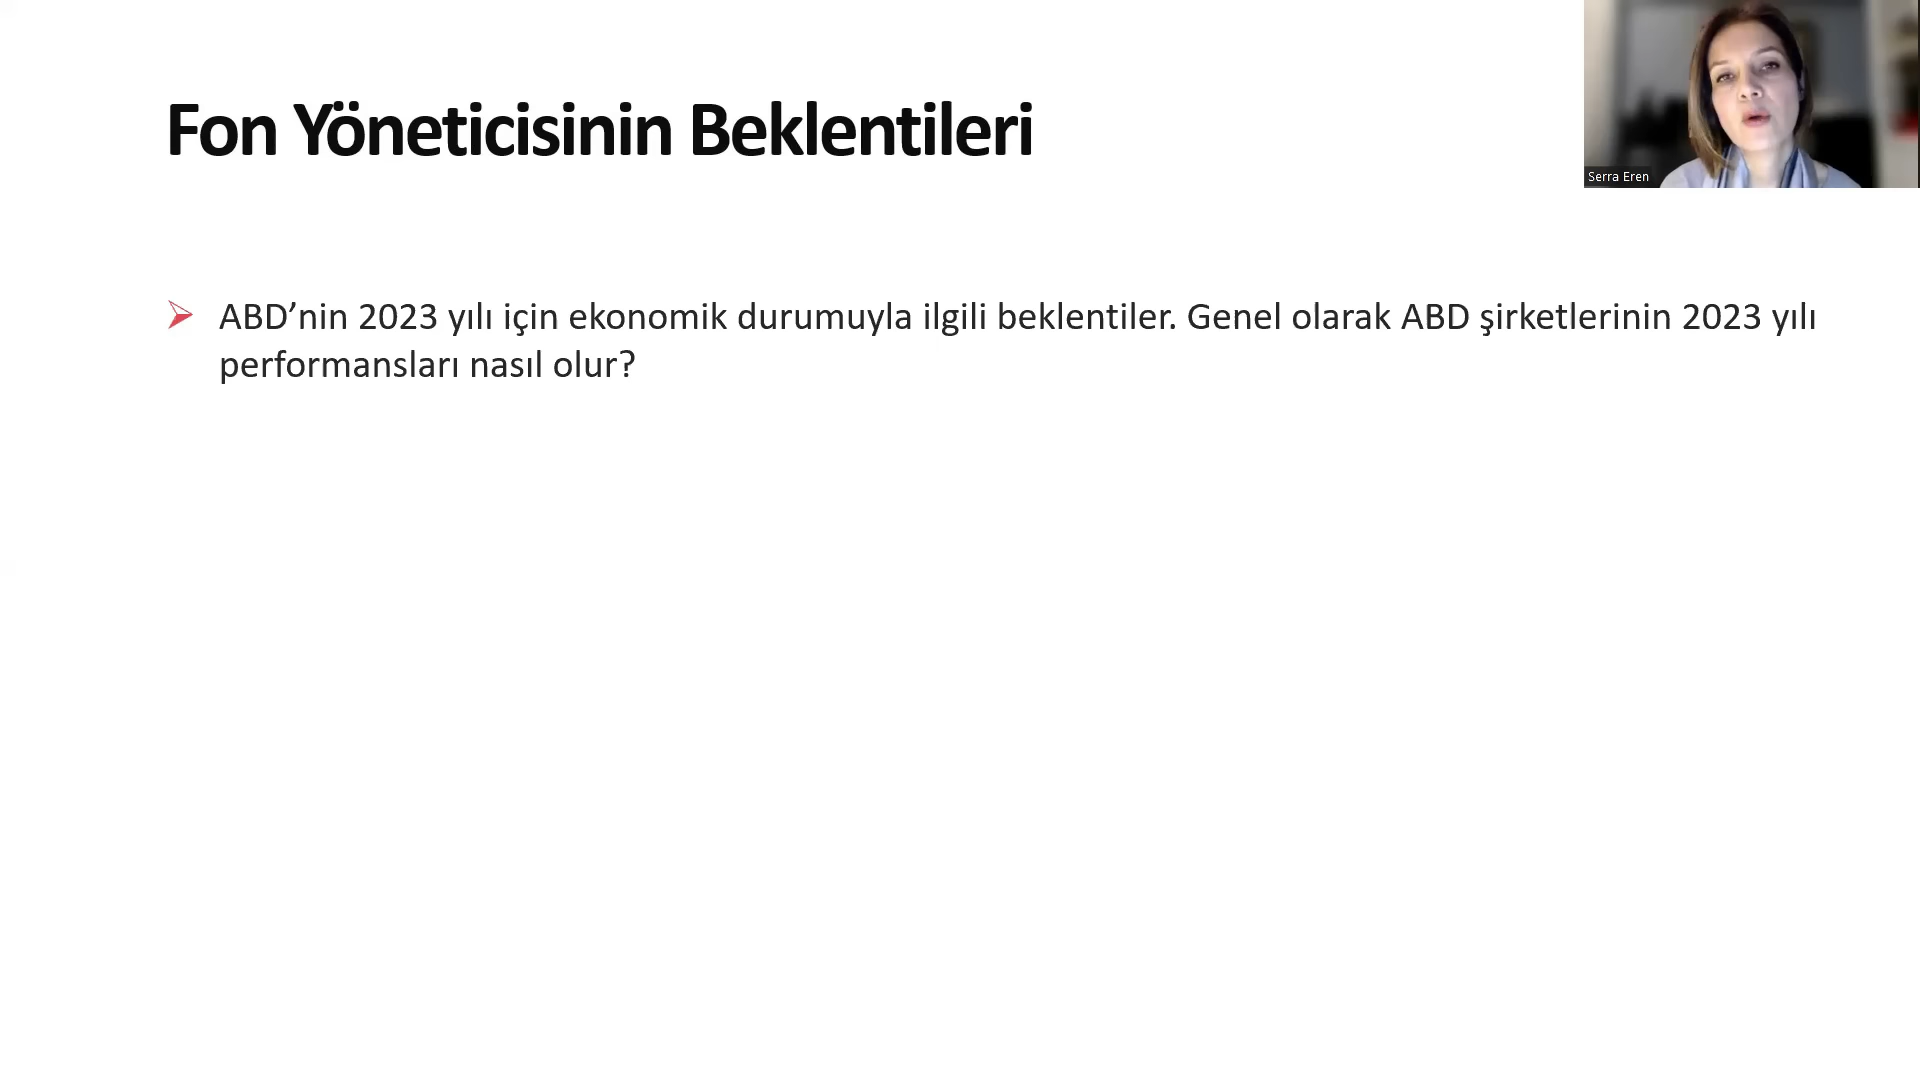 Fon Yöneticisinin Beklentileri
Serra Eren
ABD’nin 2023 yılı için ekonomik durumuyla ilgili beklentiler. Genel olarak ABD şirketlerinin 2023 yılı
performansları nasıl olur?